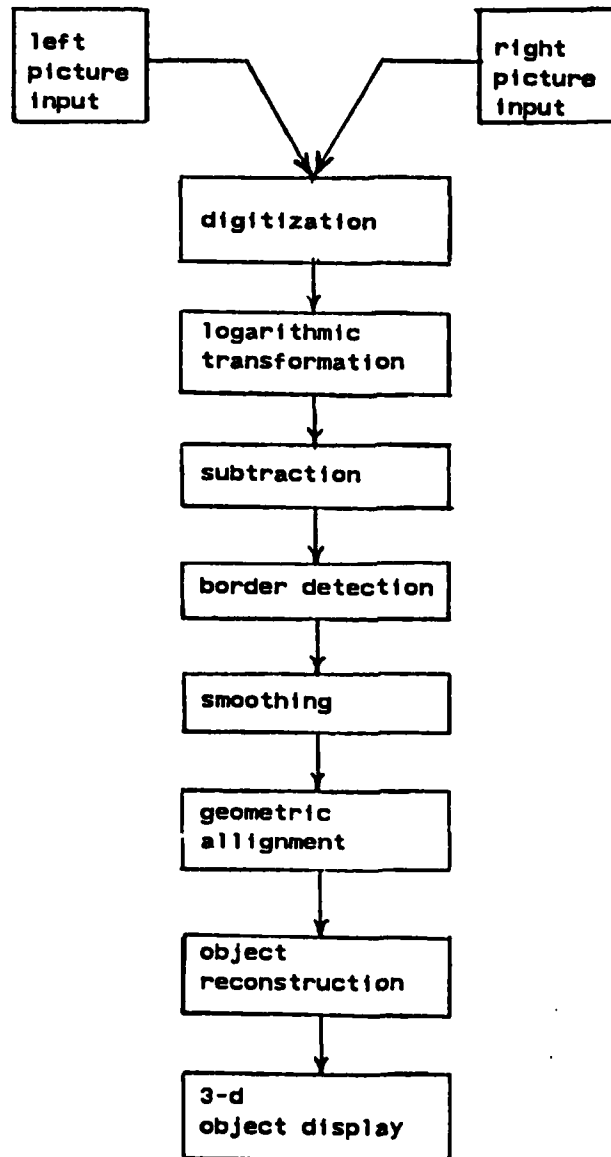 left
picture
input
right
picture
input
digitization
logarithmic
transformation
subtraction
border detection
smoothing
geometric
allignment
object
reconstruction
3-d
object display